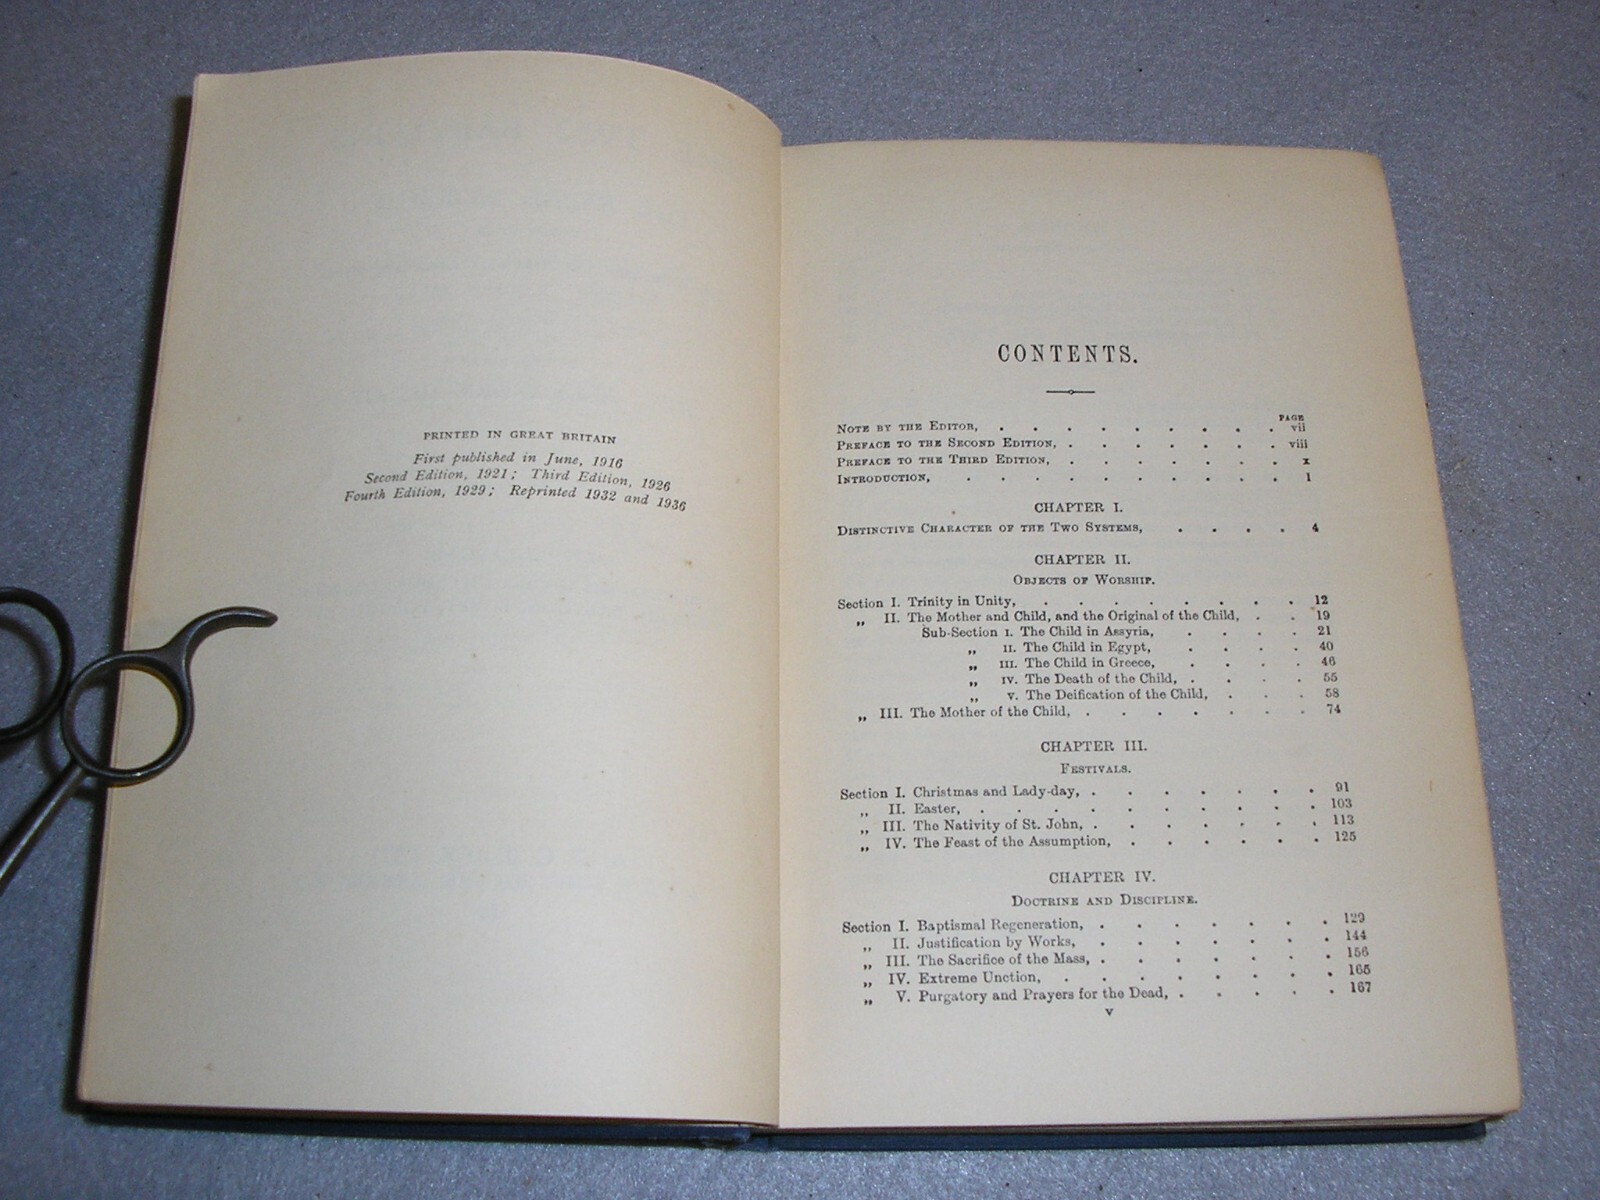 PRINTED IN GREAT BRITAIN
First published in June, 1916
Second Edition, 1921; Third Edition, 1926
Fourth Edition, 1929; Reprinted 1932 and 1936
CONTENTS.
PAGE
NOTE BY THE EDITOR, . . . . . . . . . vii
PREFACE TO THE SECOND EDITION, . . . . . . . viii
PREFACE TO THE THIRD EDITION, . . . . . . . x
INTRODUCTION, . . . . . . . . . . 1
CHAPTER I.
DISTINCTIVE CHARACTER OF THE TWO SYSTEMS, . . . . 4
CHAPTER II.
OBJECTS OF WORSHIP.
Section I. Trinity in Unity, . . . . . . . . 12
„ II. The Mother and Child, and the Original of the Child, . . 19
Sub-Section I. The Child in Assyria, . . . . 21
„ II. The Child in Egypt, . . . . 40
„ III. The Child in Greece, . . . . 46
„ IV. The Death of the Child, . . . . 55
„ V. The Deification of the Child, . . . 58
„ III. The Mother of the Child, . . . . . . . 74
CHAPTER III.
FESTIVALS.
Section I. Christmas and Lady-day, . . . . . . . 91
„ II. Easter, . . . . . . . . . . 103
„ III. The Nativity of St. John, . . . . . . . 113
„ IV. The Feast of the Assumption, . . . . . . 125
CHAPTER IV.
DOCTRINE AND DISCIPLINE.
Section I. Baptismal Regeneration, . . . . . . . 129
„ II. Justification by Works, . . . . . . . 144
„ III. The Sacrifice of the Mass, . . . . . . . 156
„ IV. Extreme Unction, . . . . . . . . 165
„ V. Purgatory and Prayers for the Dead, . . . . . 167
v